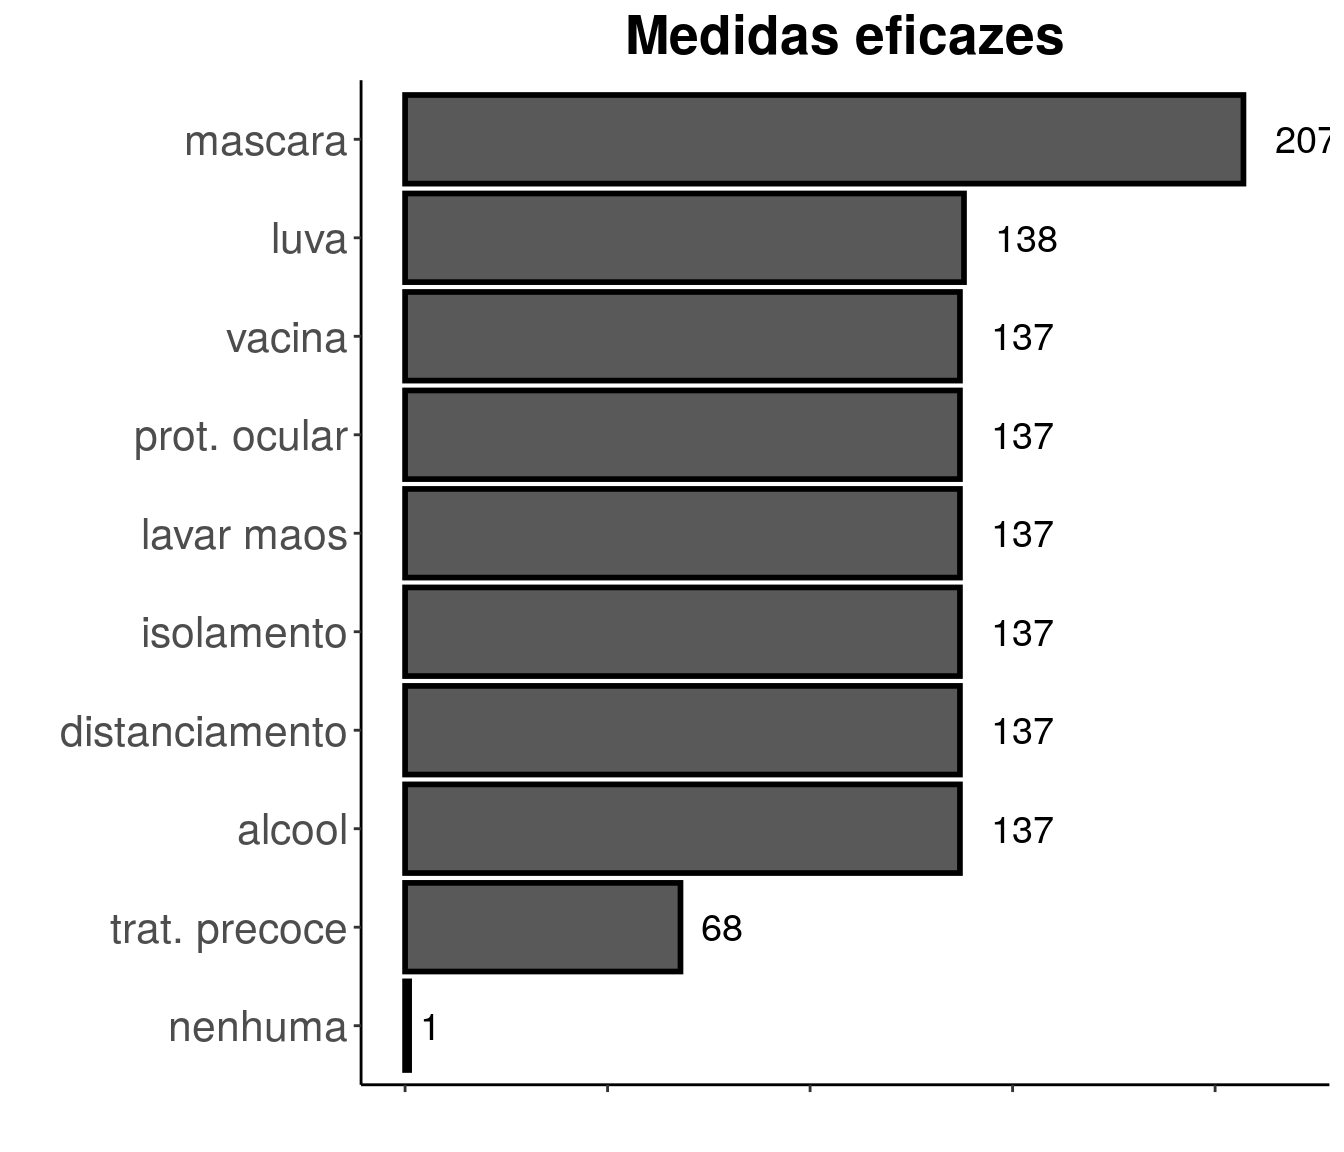 Medidas eficazes
mascara 207
luva 138
vacina 137
prot. ocular 137
lavar maos 137
isolamento 137
distanciamento 137
alcool 137
trat. precoce 68
nenhuma 1